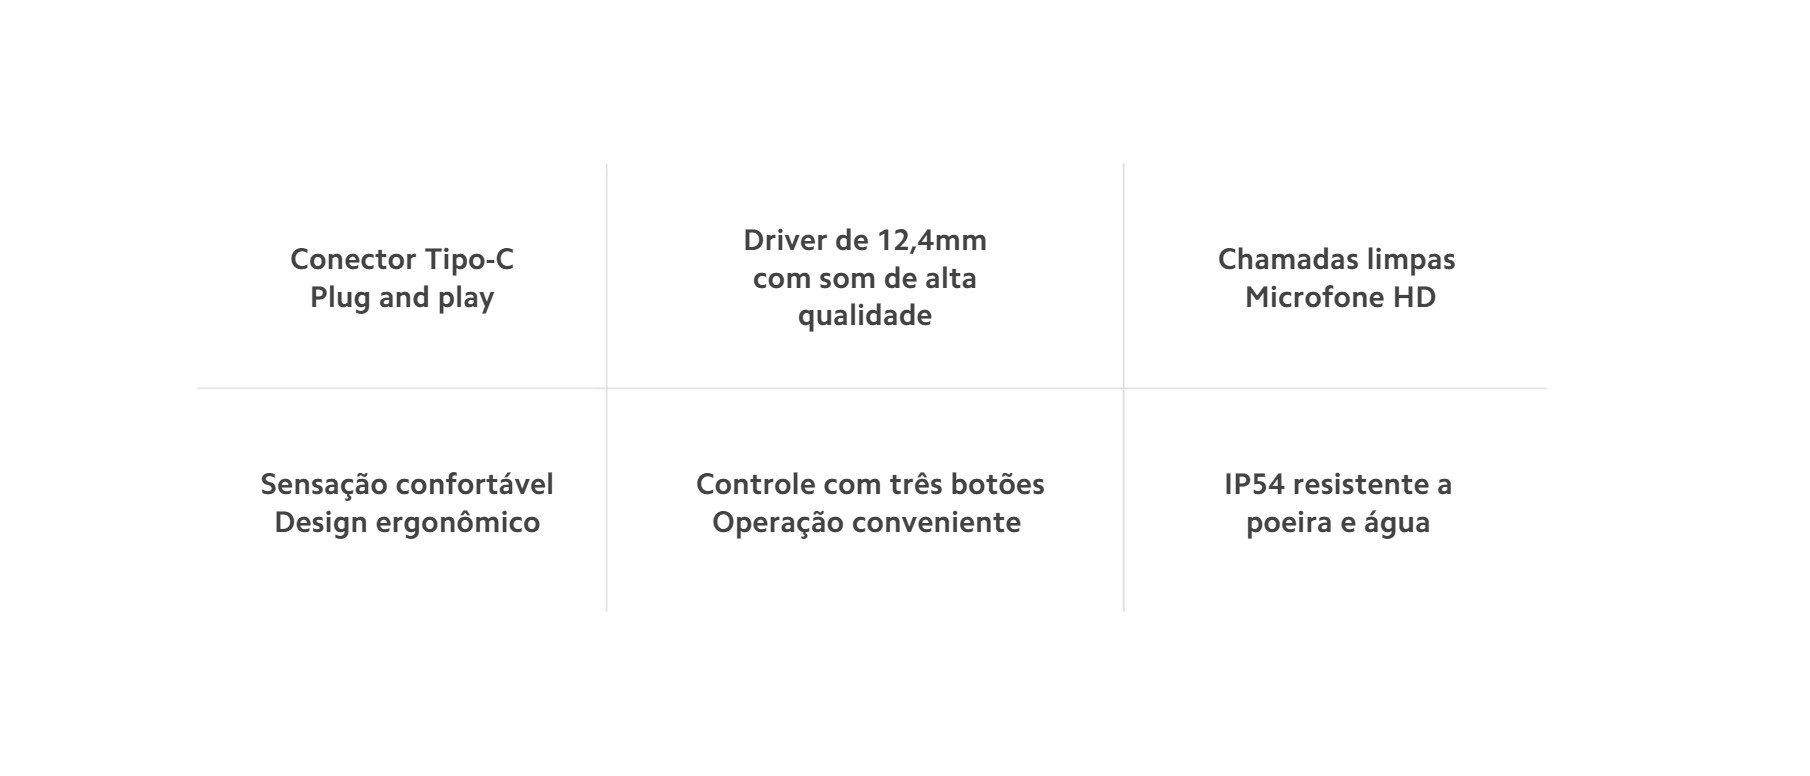 Conector Tipo-C
Plug and play
Driver de 12,4mm
com som de alta
qualidade
Chamadas limpas
Microfone HD
Sensação confortável
Design ergonômico
Controle com três botões
Operação conveniente
IP54 resistente a
poeira e água